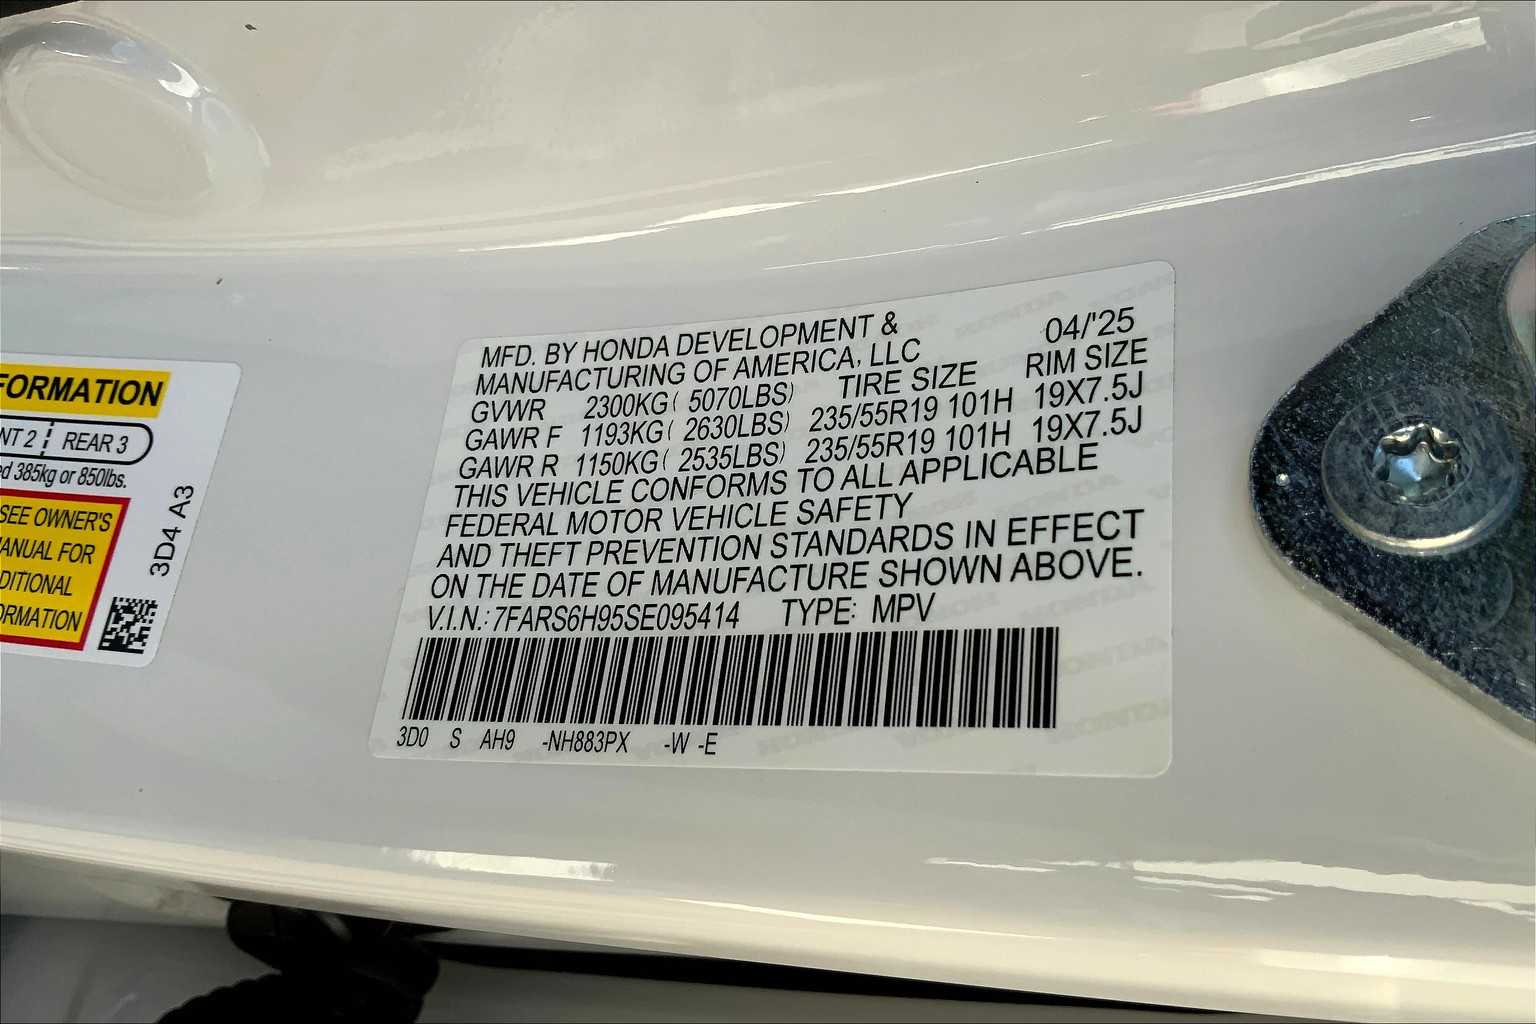 FORMATION
NT 2 REAR 3
ed 385kg or 850lbs.
SEE OWNER'S
MANUAL FOR
DITIONAL
ORMATION
3D4 A3
MFD. BY HONDA DEVELOPMENT & 04/'25
MANUFACTURING OF AMERICA, LLC RIM SIZE
GVWR 2300KG( 5070LBS) TIRE SIZE
GAWR F 1193KG( 2630LBS) 235/55R19 101H 19X7.5J
GAWR R 1150KG( 2535LBS) 235/55R19 101H 19X7.5J
THIS VEHICLE CONFORMS TO ALL APPLICABLE
FEDERAL MOTOR VEHICLE SAFETY
AND THEFT PREVENTION STANDARDS IN EFFECT
ON THE DATE OF MANUFACTURE SHOWN ABOVE.
V.I.N.: 7FARS6H95SE095414 TYPE: MPV
3D0 S AH9 -NH883PX -W -E